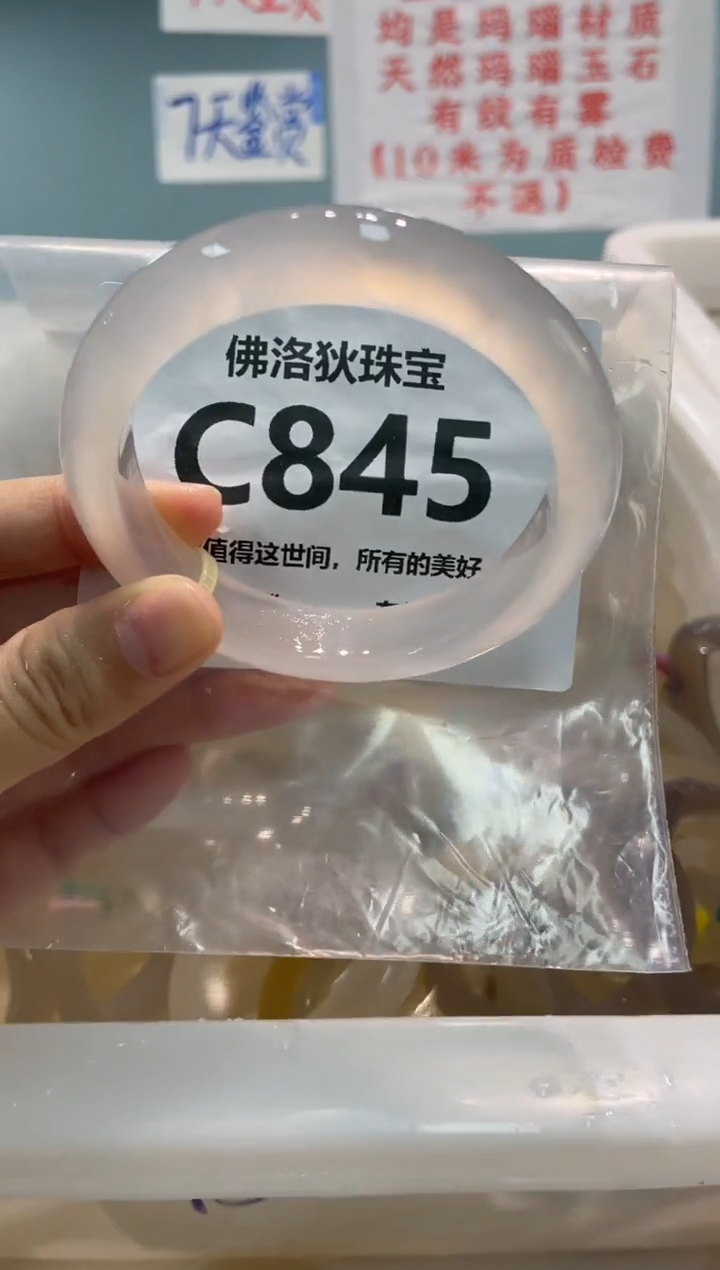 均是玛瑙材质
天然玛瑙玉石
有纹有雾
(10米为质检费
不退)
7天鉴赏
佛洛狄珠宝
C845
值得这世间，所有的美好